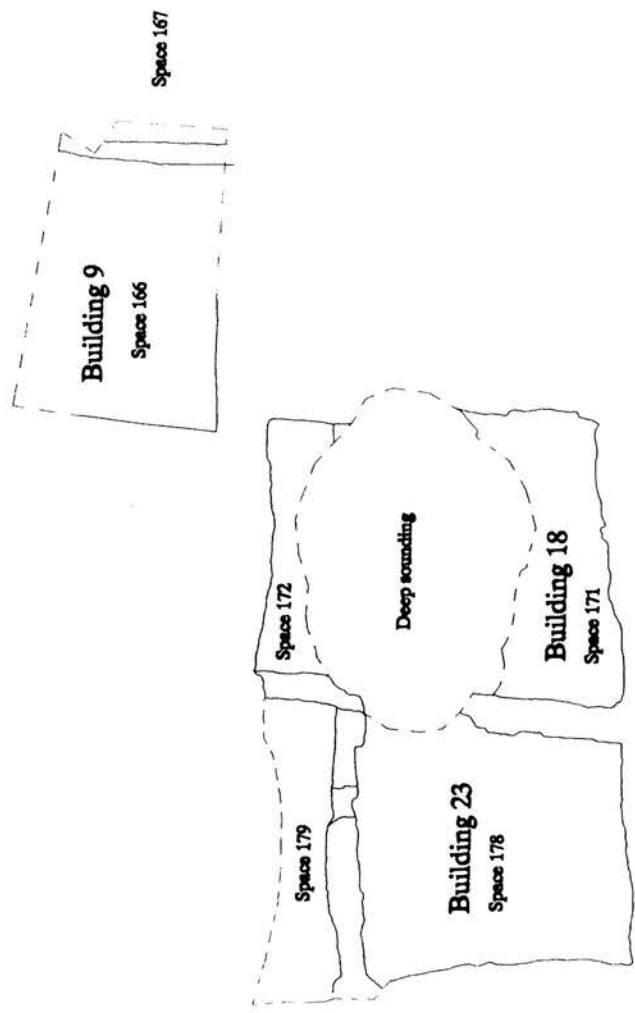 Space 167
Building 9
Space 166
Space 172
Deep sounding
Building 18
Space 171
Space 179
Building 23
Space 178